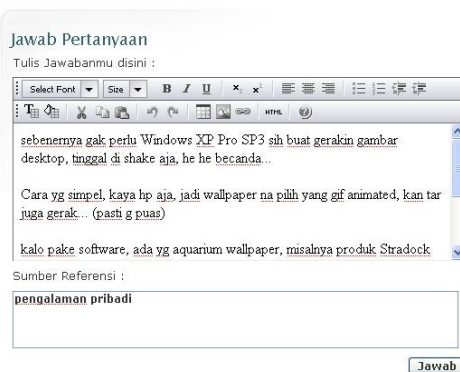 Jawab Pertanyaan
Tulis Jawabanmu disini :
Select Font Size B I U x₂ x²
HTML
sebenernya gak perlu Windows XP Pro SP3 sih buat gerakin gambar
desktop, tinggal di shake aja, he he becanda...
Cara yg simpel, kaya hp aja, jadi wallpaper na pilih yang gif animated, kan tar
juga gerak... (pasti g puas)
kalo pake software, ada yg aquarium wallpaper, misalnya produk Stradock
Sumber Referensi :
pengalaman pribadi
Jawab